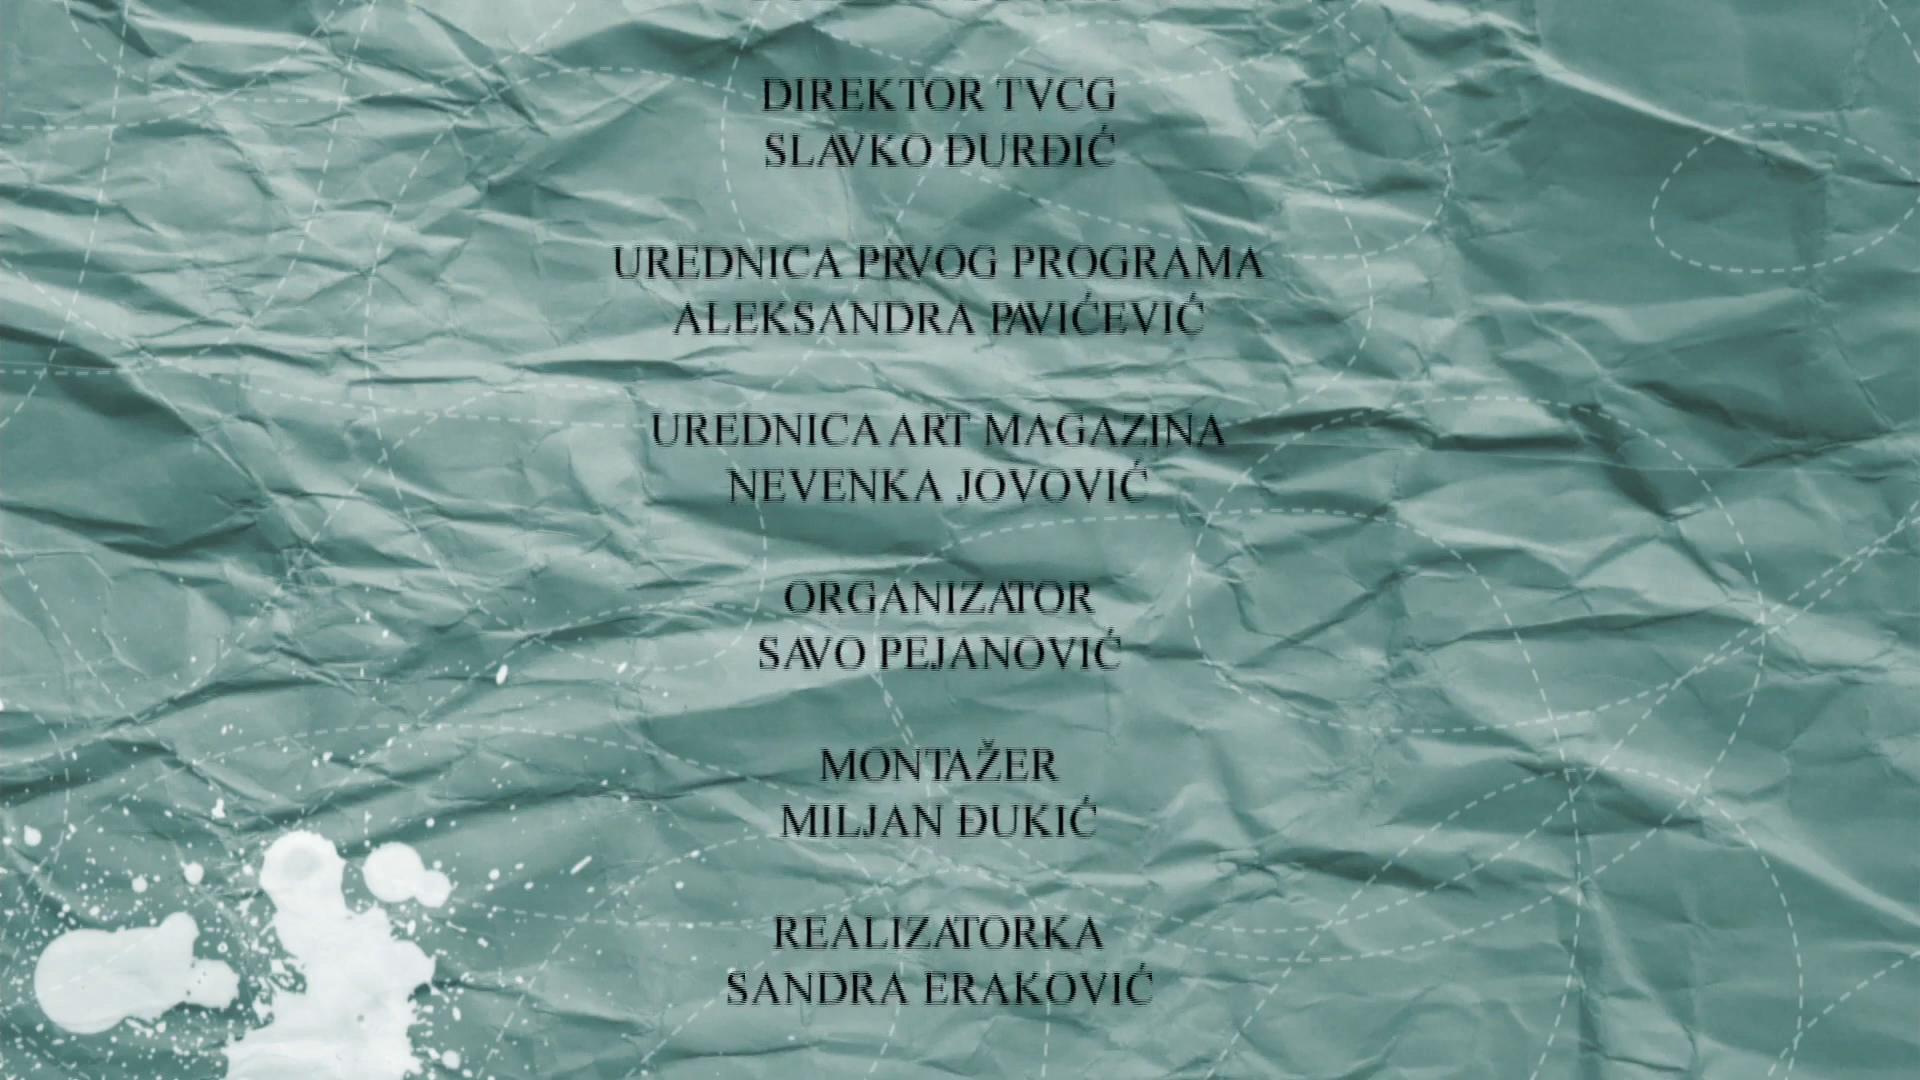 DIREKTOR TVCG
SLAVKO ĐURĐIĆ
UREDNICA PRVOG PROGRAMA
ALEKSANDRA PAVIĆEVIĆ
UREDNICA ART MAGAZINA
NEVENKA JOVOVIĆ
ORGANIZATOR
SAVO PEJANOVIĆ
MONTAŽER
MILJAN ĐUKIĆ
REALIZATORKA
SANDRA ERAKOVIĆ